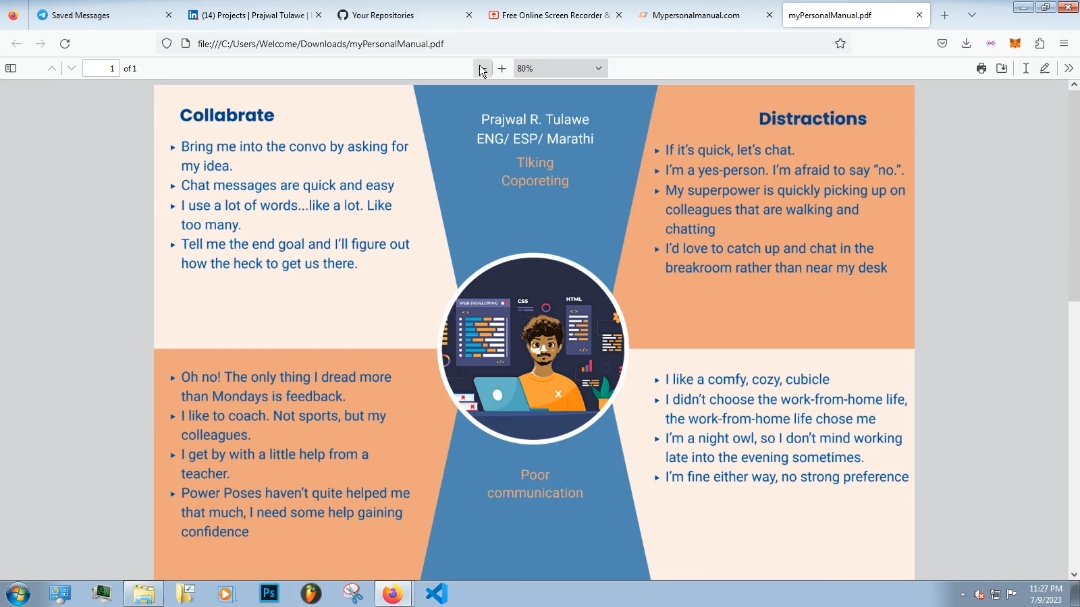 Saved Messages
(14) Projects | Prajwal Tulawe |
Your Repositories
Free Online Screen Recorder &
Mypersonalmanual.com
myPersonalManual.pdf
file:///C:/Users/Welcome/Downloads/myPersonalManual.pdf
1 of 1
80%
Collabrate
▸ Bring me into the convo by asking for
my idea.
▸ Chat messages are quick and easy
▸ I use a lot of words...like a lot. Like
too many.
▸ Tell me the end goal and I'll figure out
how the heck to get us there.
Prajwal R. Tulawe
ENG/ ESP/ Marathi
Tlking
Coporeting
Distractions
▸ If it's quick, let's chat.
▸ I'm a yes-person. I'm afraid to say “no.”.
▸ My superpower is quickly picking up on
colleagues that are walking and
chatting
▸ I'd love to catch up and chat in the
breakroom rather than near my desk
WEB DEVELOPING
CSS
HTML
▸ Oh no! The only thing I dread more
than Mondays is feedback.
▸ I like to coach. Not sports, but my
colleagues.
▸ I get by with a little help from a
teacher.
▸ Power Poses haven't quite helped me
that much, I need some help gaining
confidence
Poor
communication
▸ I like a comfy, cozy, cubicle
▸ I didn't choose the work-from-home life,
the work-from-home life chose me
▸ I'm a night owl, so I don't mind working
late into the evening sometimes.
▸ I'm fine either way, no strong preference
Ps
11:27 PM
7/9/2023